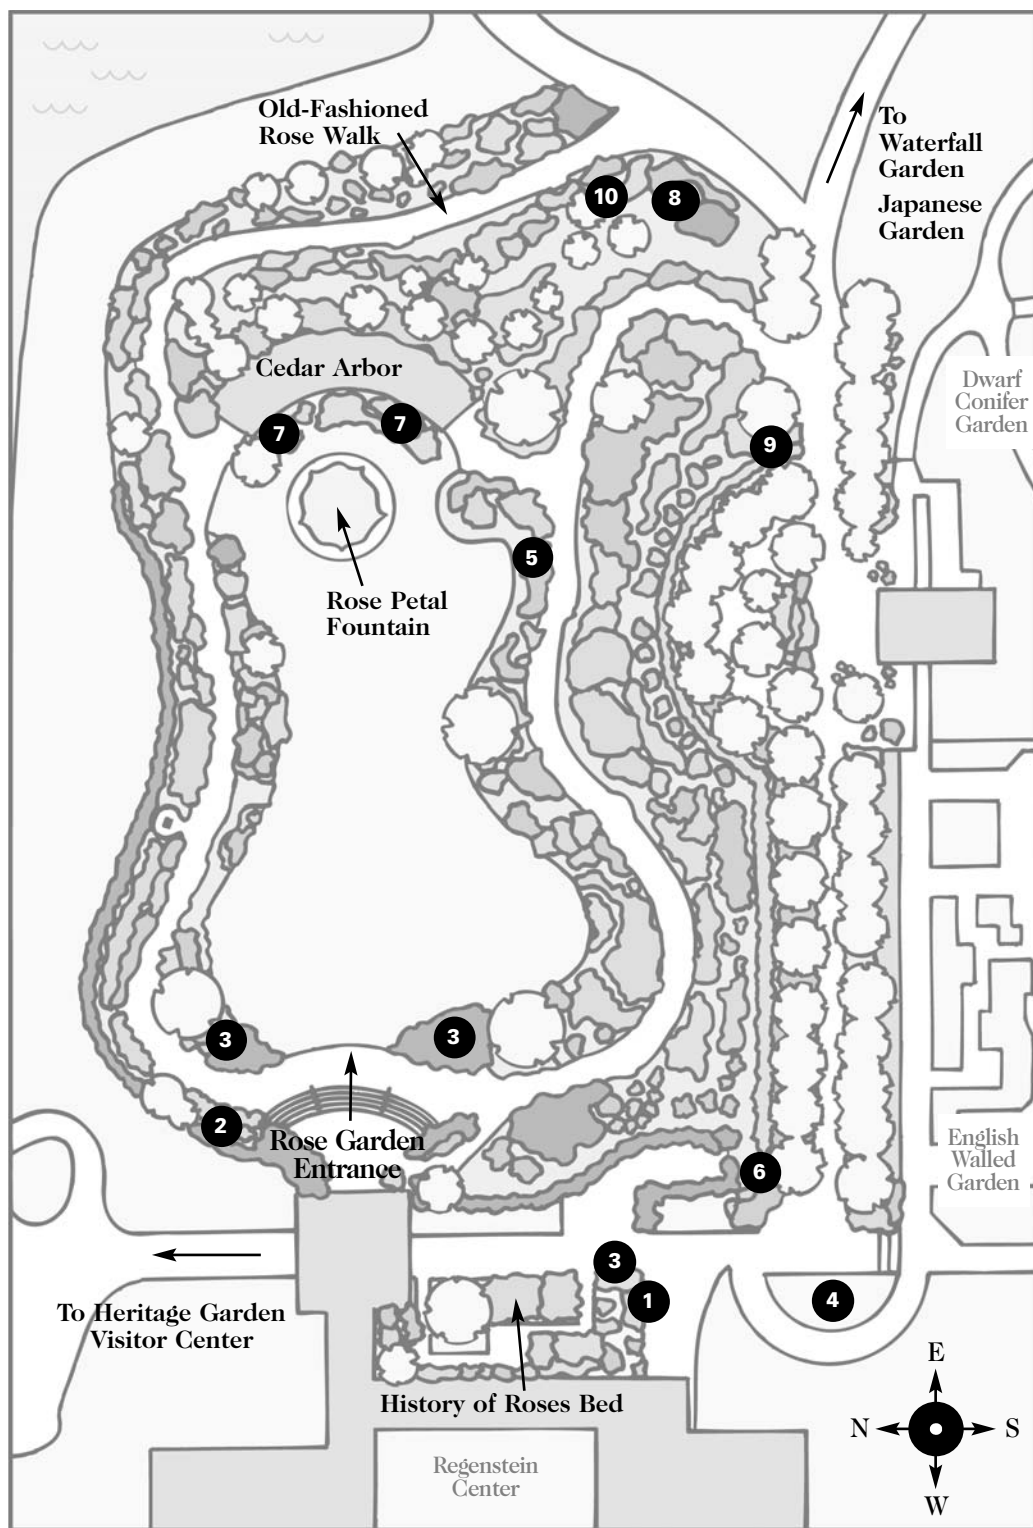 Old-Fashioned
Rose Walk
To
Waterfall
Garden
Japanese
Garden
10
8
Cedar Arbor
Dwarf
Conifer
Garden
7
7
9
5
Rose Petal
Fountain
3
3
2
Rose Garden
Entrance
English
Walled
Garden
6
3
1
4
To Heritage Garden
Visitor Center
History of Roses Bed
E
N
S
W
Regenstein
Center